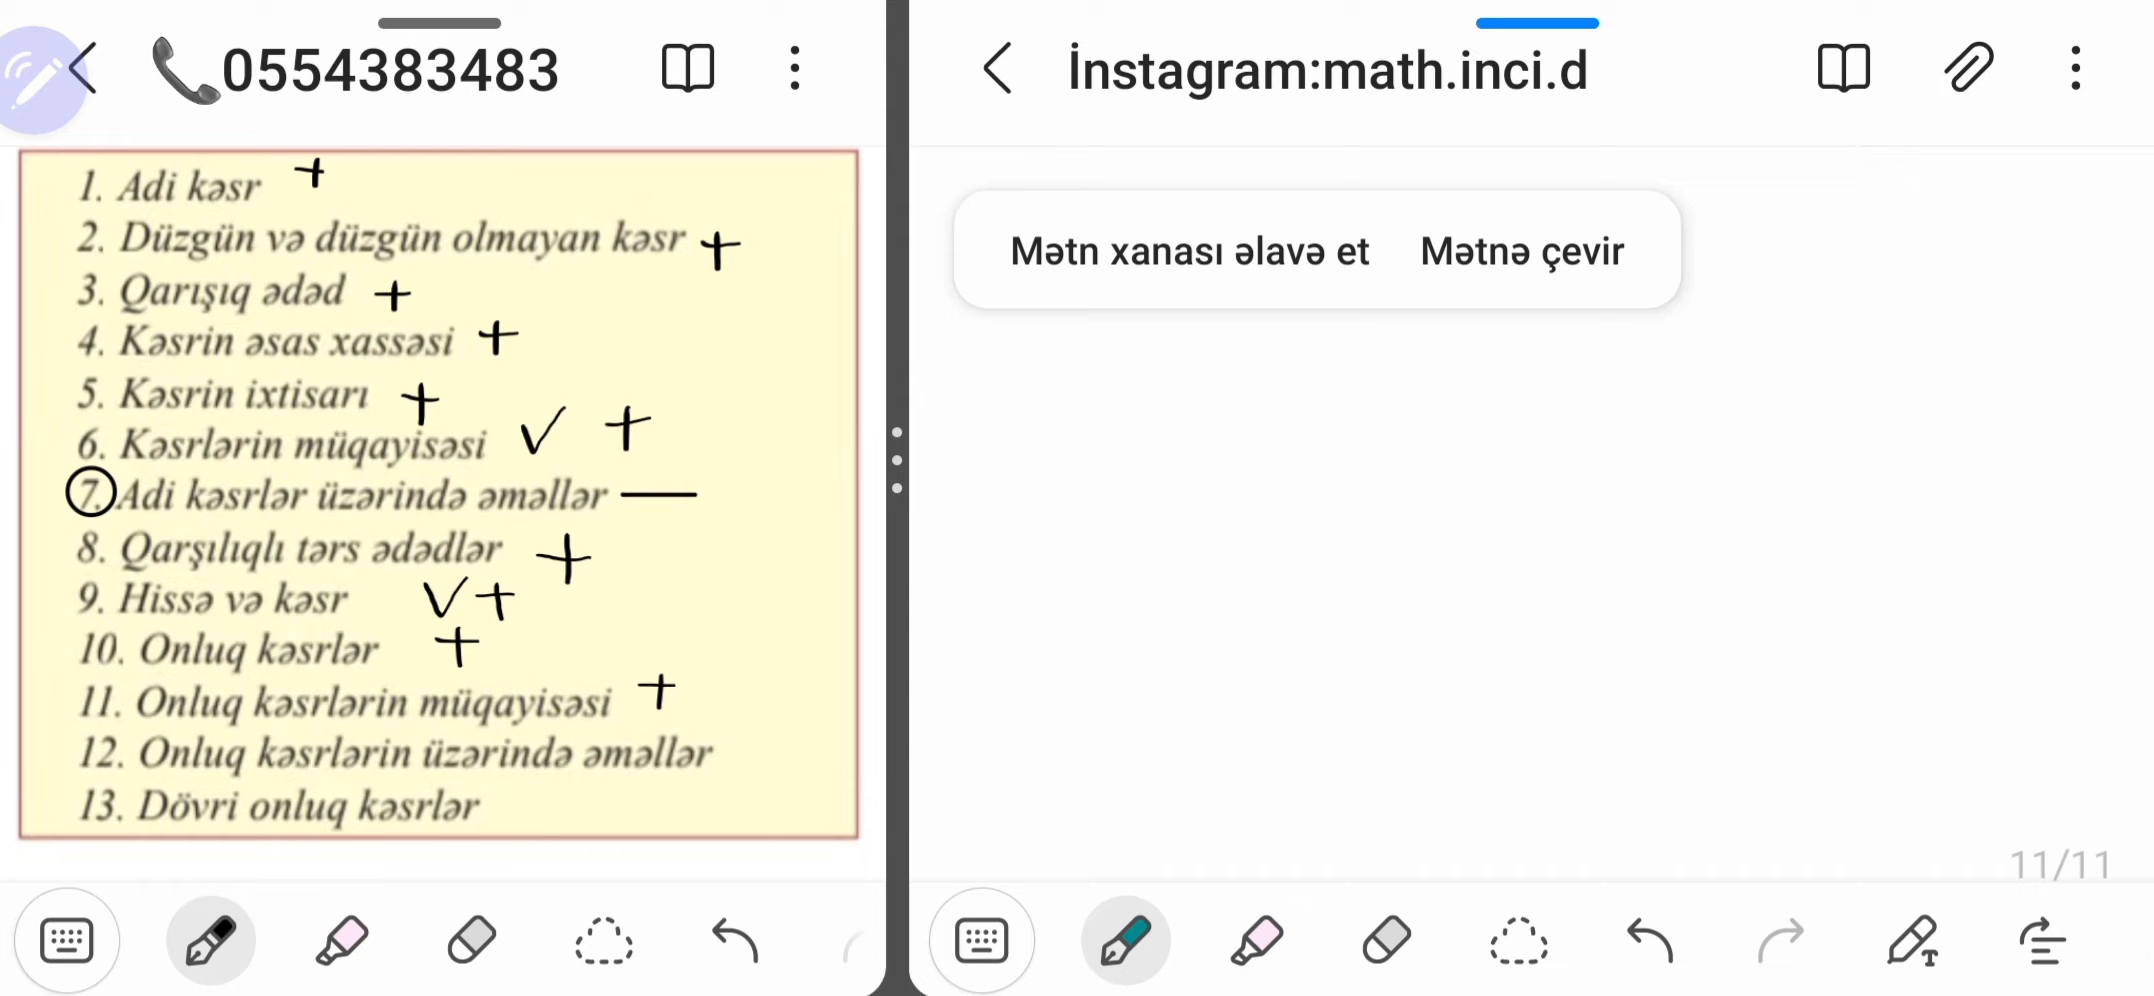 0554383483
1. Adi kəsr +
2. Düzgün və düzgün olmayan kəsr +
3. Qarışıq ədəd +
4. Kəsrin əsas xassəsi +
5. Kəsrin ixtisarı +
6. Kəsrlərin müqayisəsi ✓ +
7. Adi kəsrlər üzərində əməllər —
8. Qarşılıqlı tərs ədədlər +
9. Hissə və kəsr ✓ +
10. Onluq kəsrlər +
11. Onluq kəsrlərin müqayisəsi +
12. Onluq kəsrlərin üzərində əməllər
13. Dövri onluq kəsrlər
İnstagram:math.inci.d
Mətn xanası əlavə et Mətnə çevir
11/11